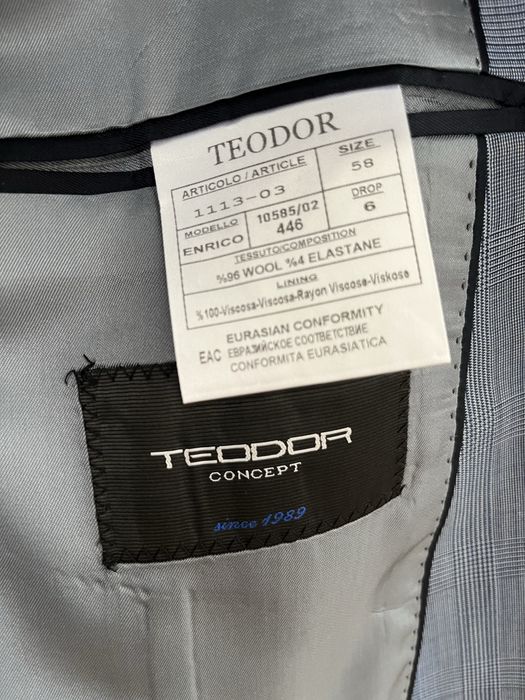 TEODOR
ARTICOLO / ARTICLE SIZE
1113-03 58
MODELLO 10585/02 DROP
ENRICO 446 6
TESSUTO/COMPOSITION
%96 WOOL %4 ELASTANE
LINING
%100-Viscosa-Viscosa-Rayon Viscose-Viskose
EURASIAN CONFORMITY
EAC ЕВРАЗИЙСКОЕ СООТВЕТСТВИЕ
CONFORMITA EURASIATICA
TEODOR
CONCEPT
since 1989